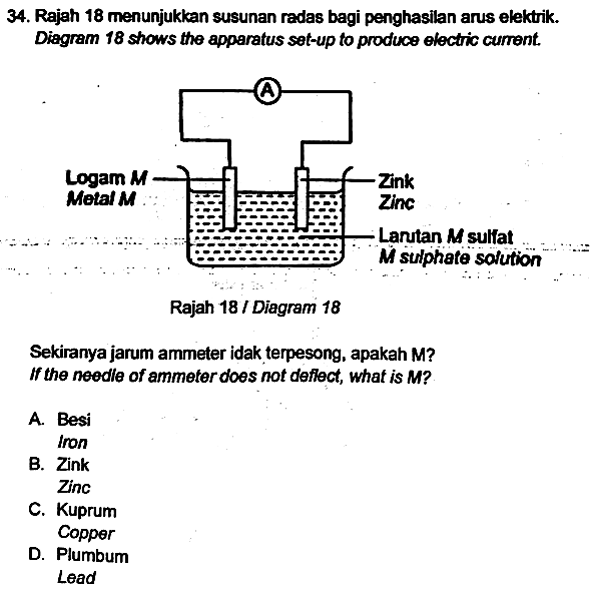 34. Rajah 18 menunjukkan susunan radas bagi penghasilan arus elektrik.
Diagram 18 shows the apparatus set-up to produce electric current.
A
Logam M
Metal M
Zink
Zinc
Larutan M sulfat
M sulphate solution
Rajah 18 / Diagram 18
Sekiranya jarum ammeter idak terpesong, apakah M?
If the needle of ammeter does not deflect, what is M?
A. Besi
Iron
B. Zink
Zinc
C. Kuprum
Copper
D. Plumbum
Lead